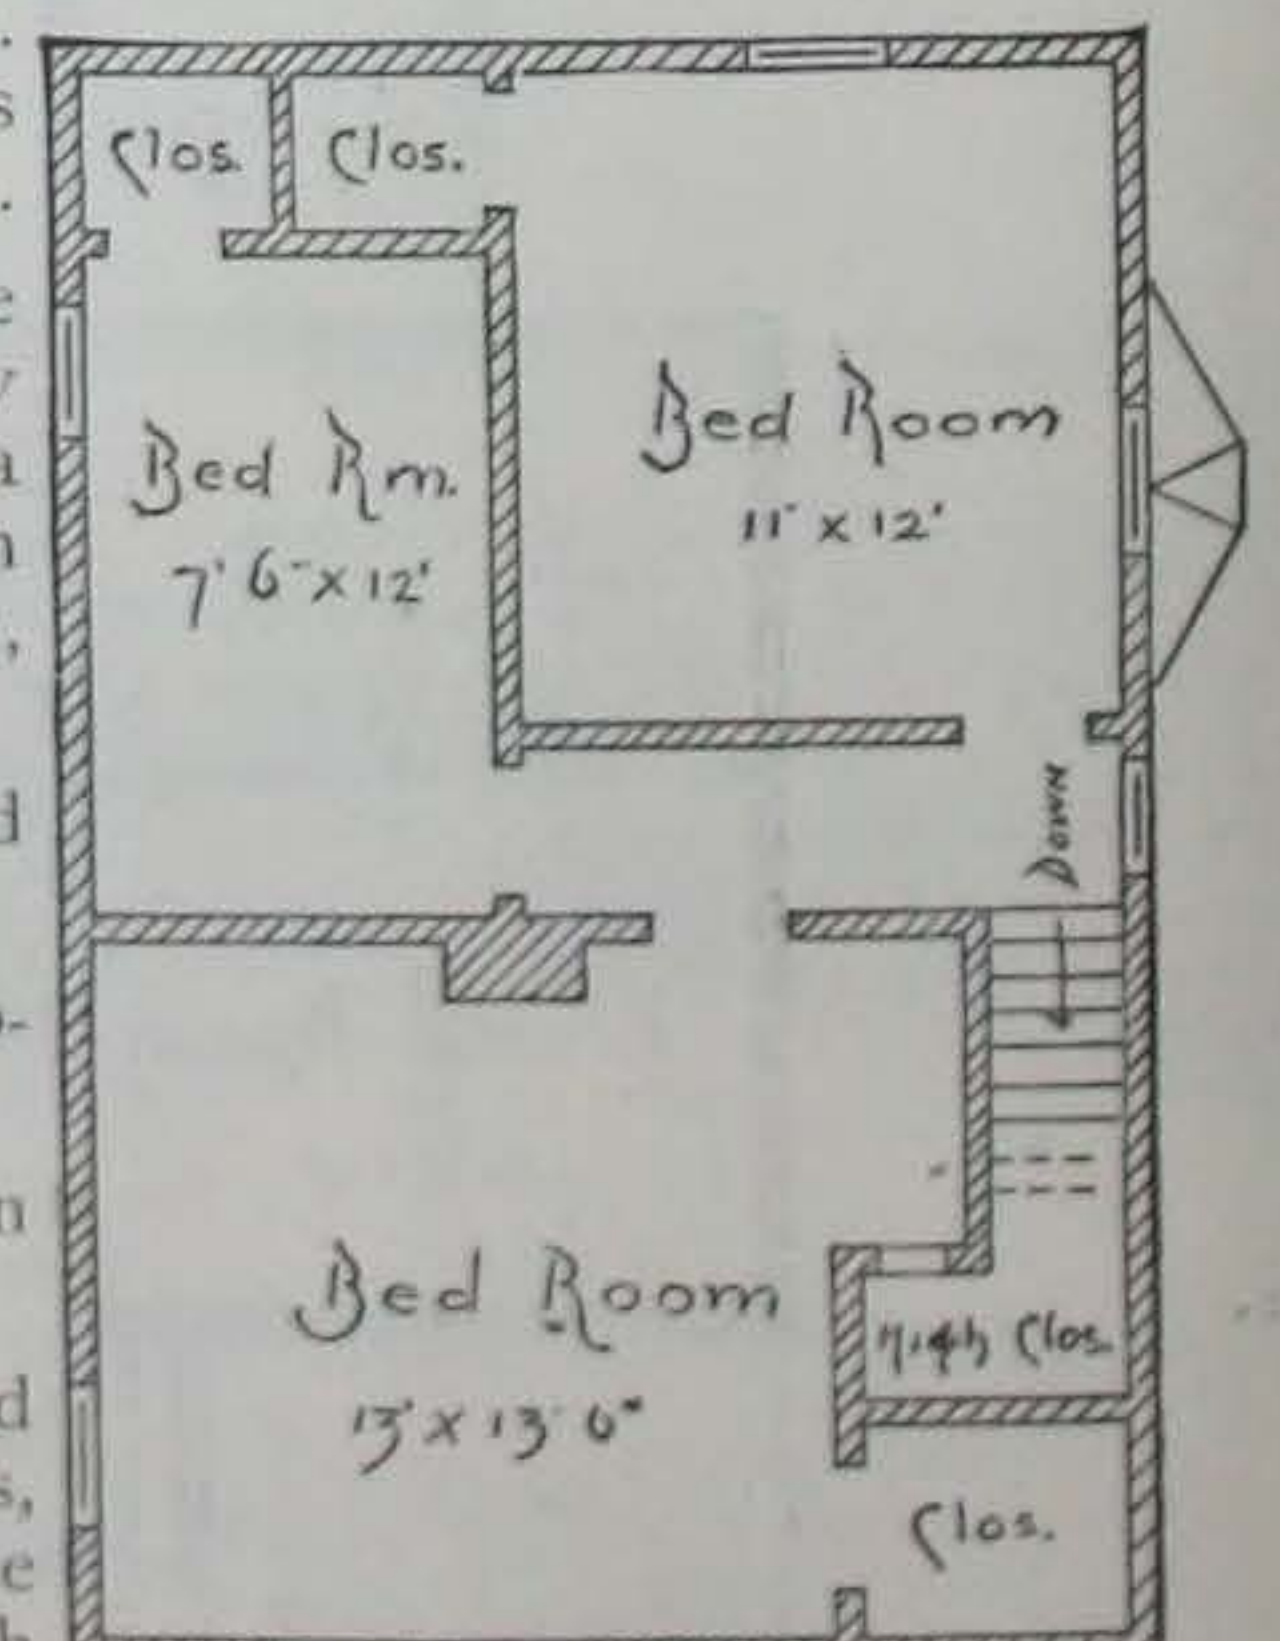 Clos.
Clos.
Bed Rm.
7' 6" x 12'
Bed Room
11' x 12'
Down
Bed Room
13' x 13' 6"
High Clos.
Clos.
s
e
y
a
n
,
d
-
n
d
s,
e